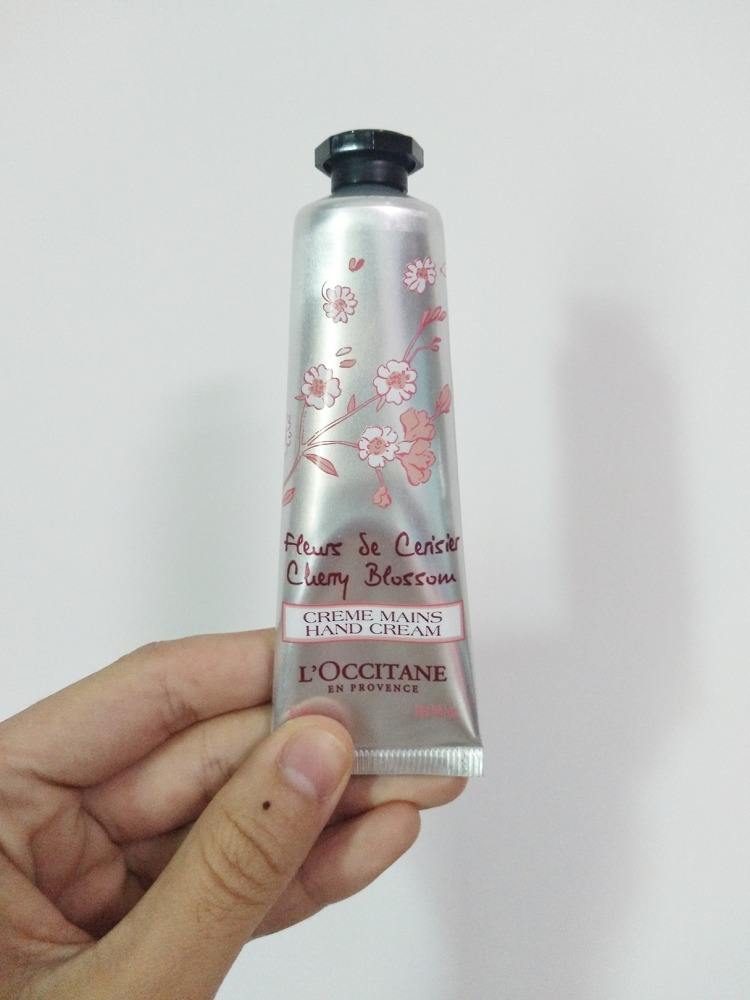 Fleurs de Cerisier
Cherry Blossom
CREME MAINS
HAND CREAM
L'OCCITANE
EN PROVENCE